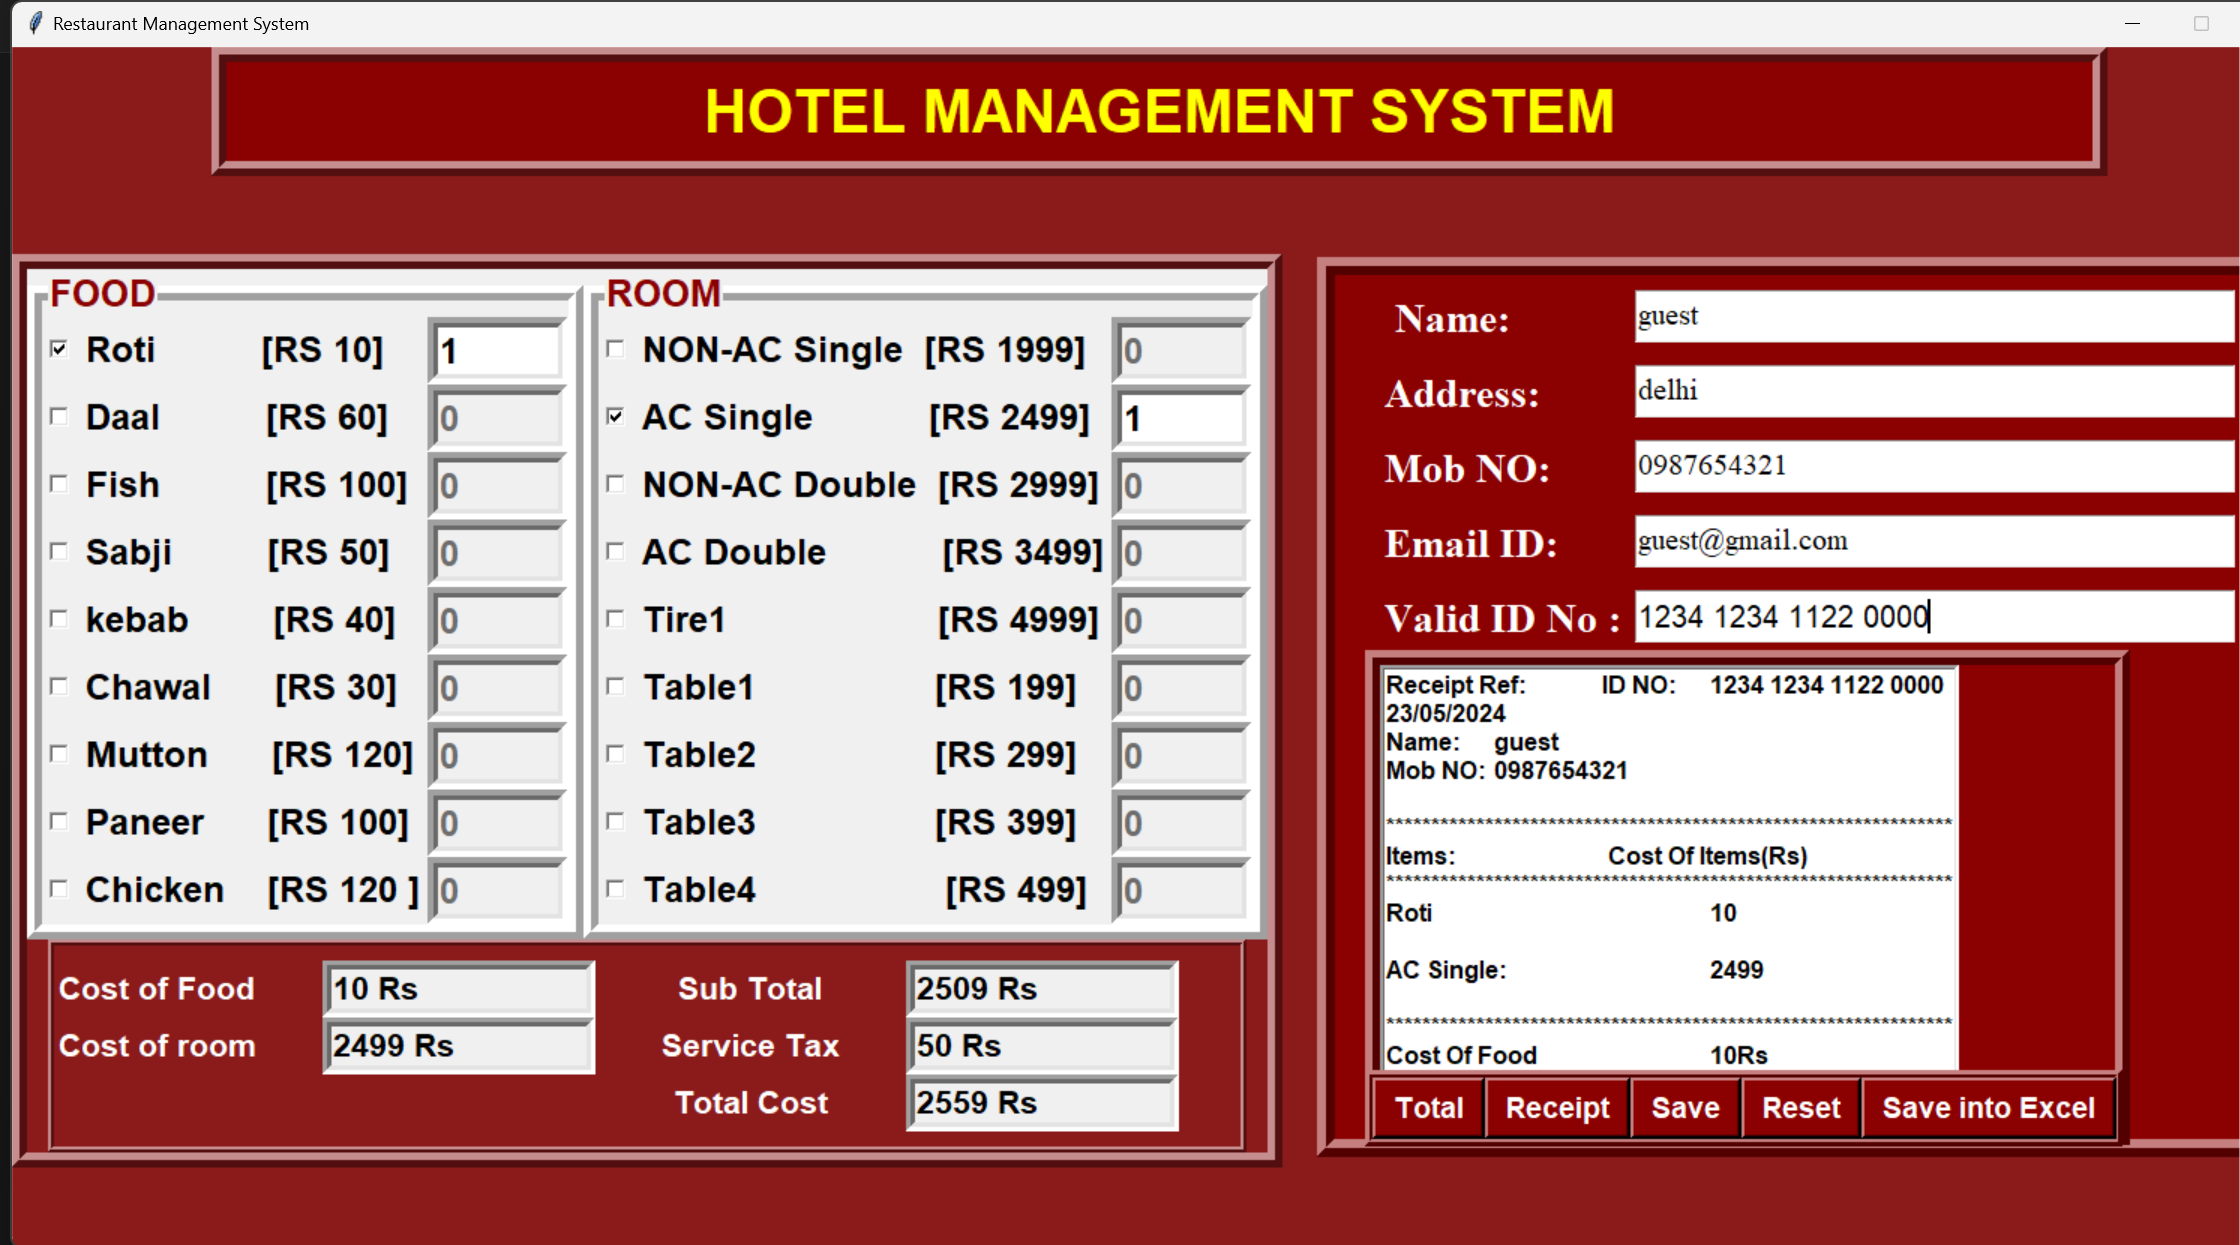 Restaurant Management System
HOTEL MANAGEMENT SYSTEM
FOOD
Roti [RS 10] 1
Daal [RS 60] 0
Fish [RS 100] 0
Sabji [RS 50] 0
kebab [RS 40] 0
Chawal [RS 30] 0
Mutton [RS 120] 0
Paneer [RS 100] 0
Chicken [RS 120 ] 0
ROOM
NON-AC Single [RS 1999] 0
AC Single [RS 2499] 1
NON-AC Double [RS 2999] 0
AC Double [RS 3499] 0
Tire1 [RS 4999] 0
Table1 [RS 199] 0
Table2 [RS 299] 0
Table3 [RS 399] 0
Table4 [RS 499] 0
Cost of Food 10 Rs
Cost of room 2499 Rs
Sub Total 2509 Rs
Service Tax 50 Rs
Total Cost 2559 Rs
Name: guest
Address: delhi
Mob NO: 0987654321
Email ID: guest@gmail.com
Valid ID No : 1234 1234 1122 0000
Receipt Ref: ID NO: 1234 1234 1122 0000
23/05/2024
Name: guest
Mob NO: 0987654321
***************************************************************
Items: Cost Of Items(Rs)
***************************************************************
Roti 10
AC Single: 2499
***************************************************************
Cost Of Food 10Rs
Total Receipt Save Reset Save into Excel